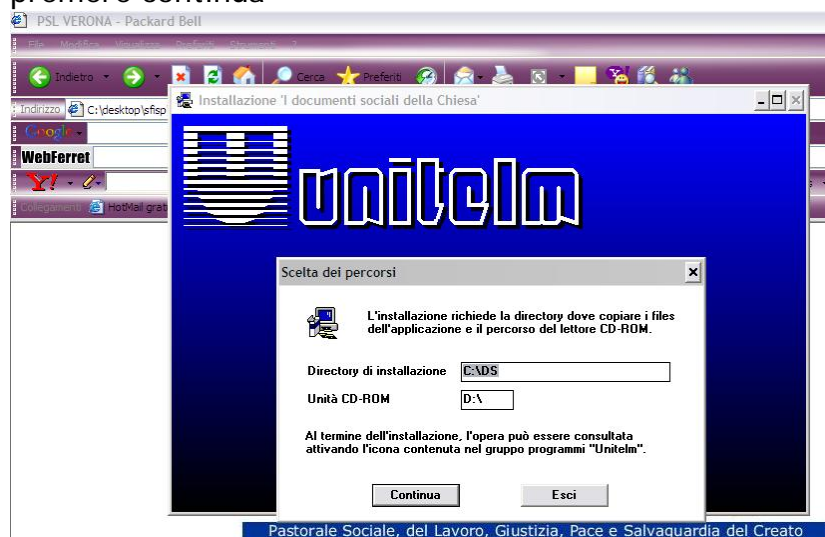 premere continua
PSL VERONA - Packard Bell
File Modifica Visualizza Preferiti Strumenti ?
Indietro Cerca Preferiti
Indirizzo C:\desktop\sfisp
Installazione 'I documenti sociali della Chiesa'
Google
WebFerret
Y!
Collegamenti HotMail grat
unitelm
Scelta dei percorsi
L'installazione richiede la directory dove copiare i files
dell'applicazione e il percorso del lettore CD-ROM.
Directory di installazione C:\DS
Unità CD-ROM D:\
Al termine dell'installazione, l'opera può essere consultata
attivando l'icona contenuta nel gruppo programmi "Unitelm".
Continua Esci
Pastorale Sociale, del Lavoro, Giustizia, Pace e Salvaguardia del Creato